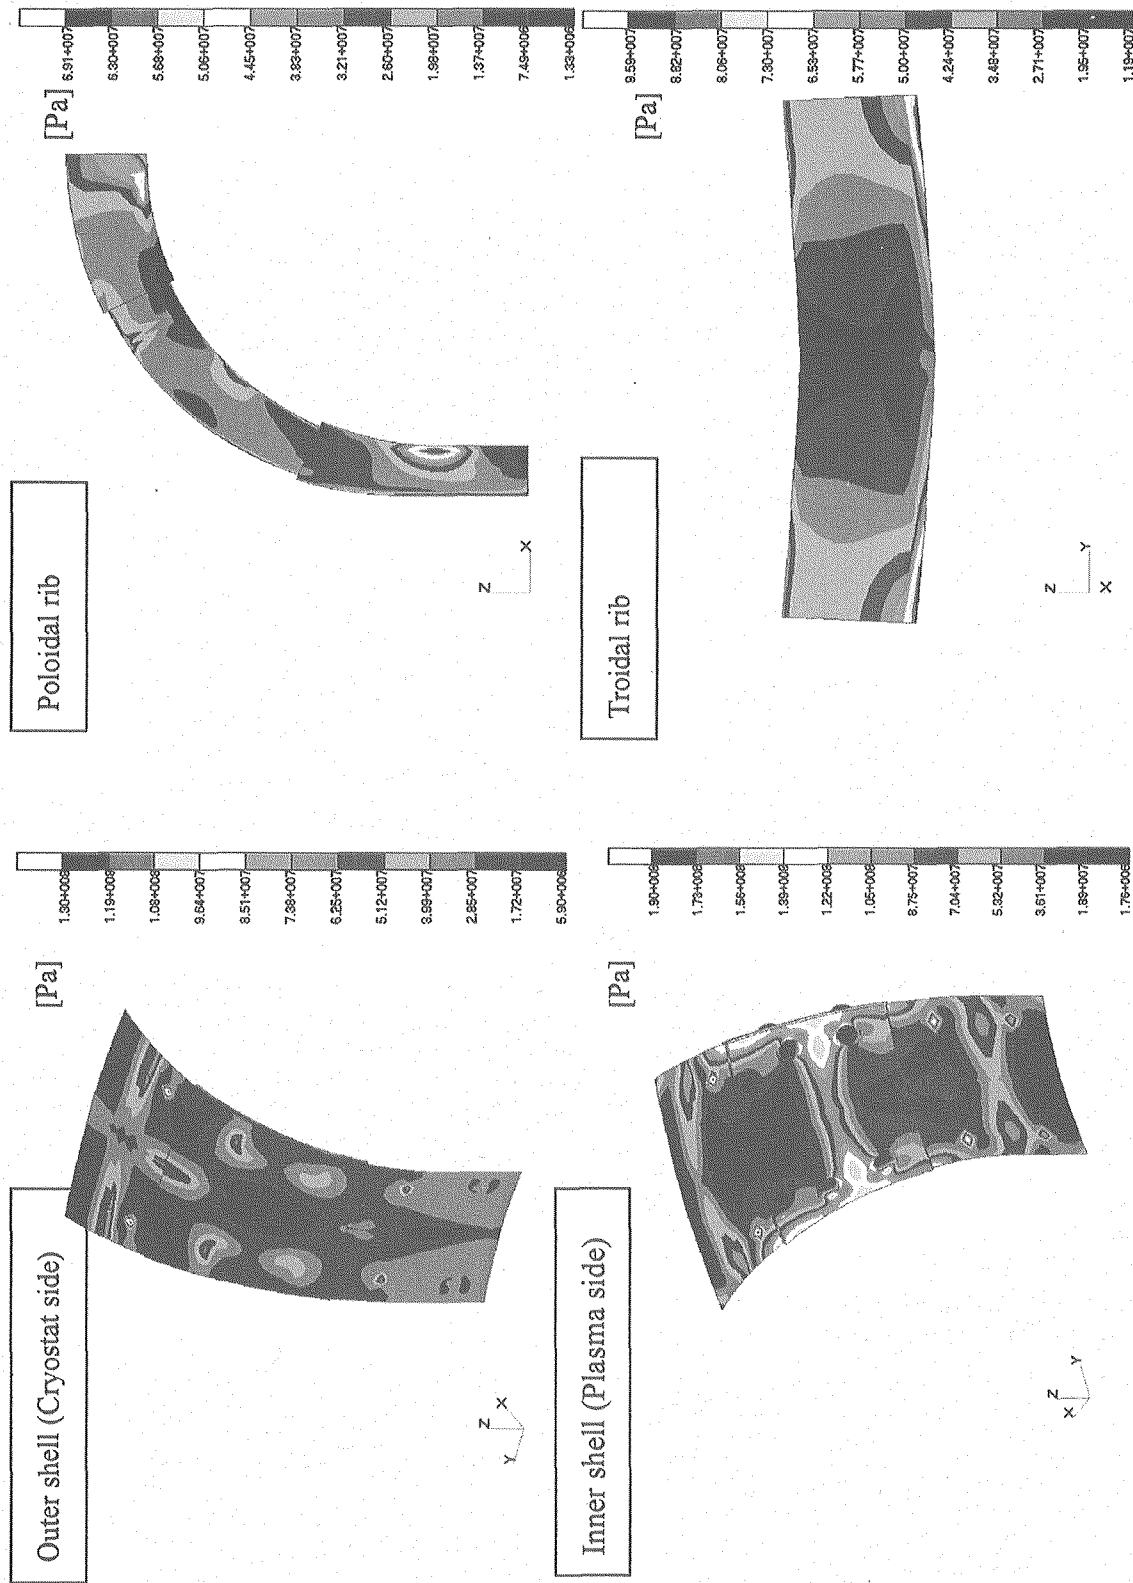 Outer shell (Cryostat side)
[Pa]
1.30+008
1.19+008
1.08+008
9.64+007
8.51+007
7.38+007
6.25+007
5.12+007
3.99+007
2.85+007
1.72+007
5.90+006
Z
X
Y
Poloidal rib
[Pa]
6.91+007
6.30+007
5.68+007
5.06+007
4.45+007
3.83+007
3.21+007
2.60+007
1.98+007
1.37+007
7.49+006
1.33+006
Z
X
Inner shell (Plasma side)
[Pa]
1.90+008
1.73+008
1.56+008
1.39+008
1.22+008
1.05+008
8.75+007
7.04+007
5.32+007
3.61+007
1.89+007
1.76+006
Z
X
Y
Troidal rib
[Pa]
9.59+007
8.82+007
8.06+007
7.30+007
6.53+007
5.77+007
5.00+007
4.24+007
3.48+007
2.71+007
1.95+007
1.19+007
Z
Y
X